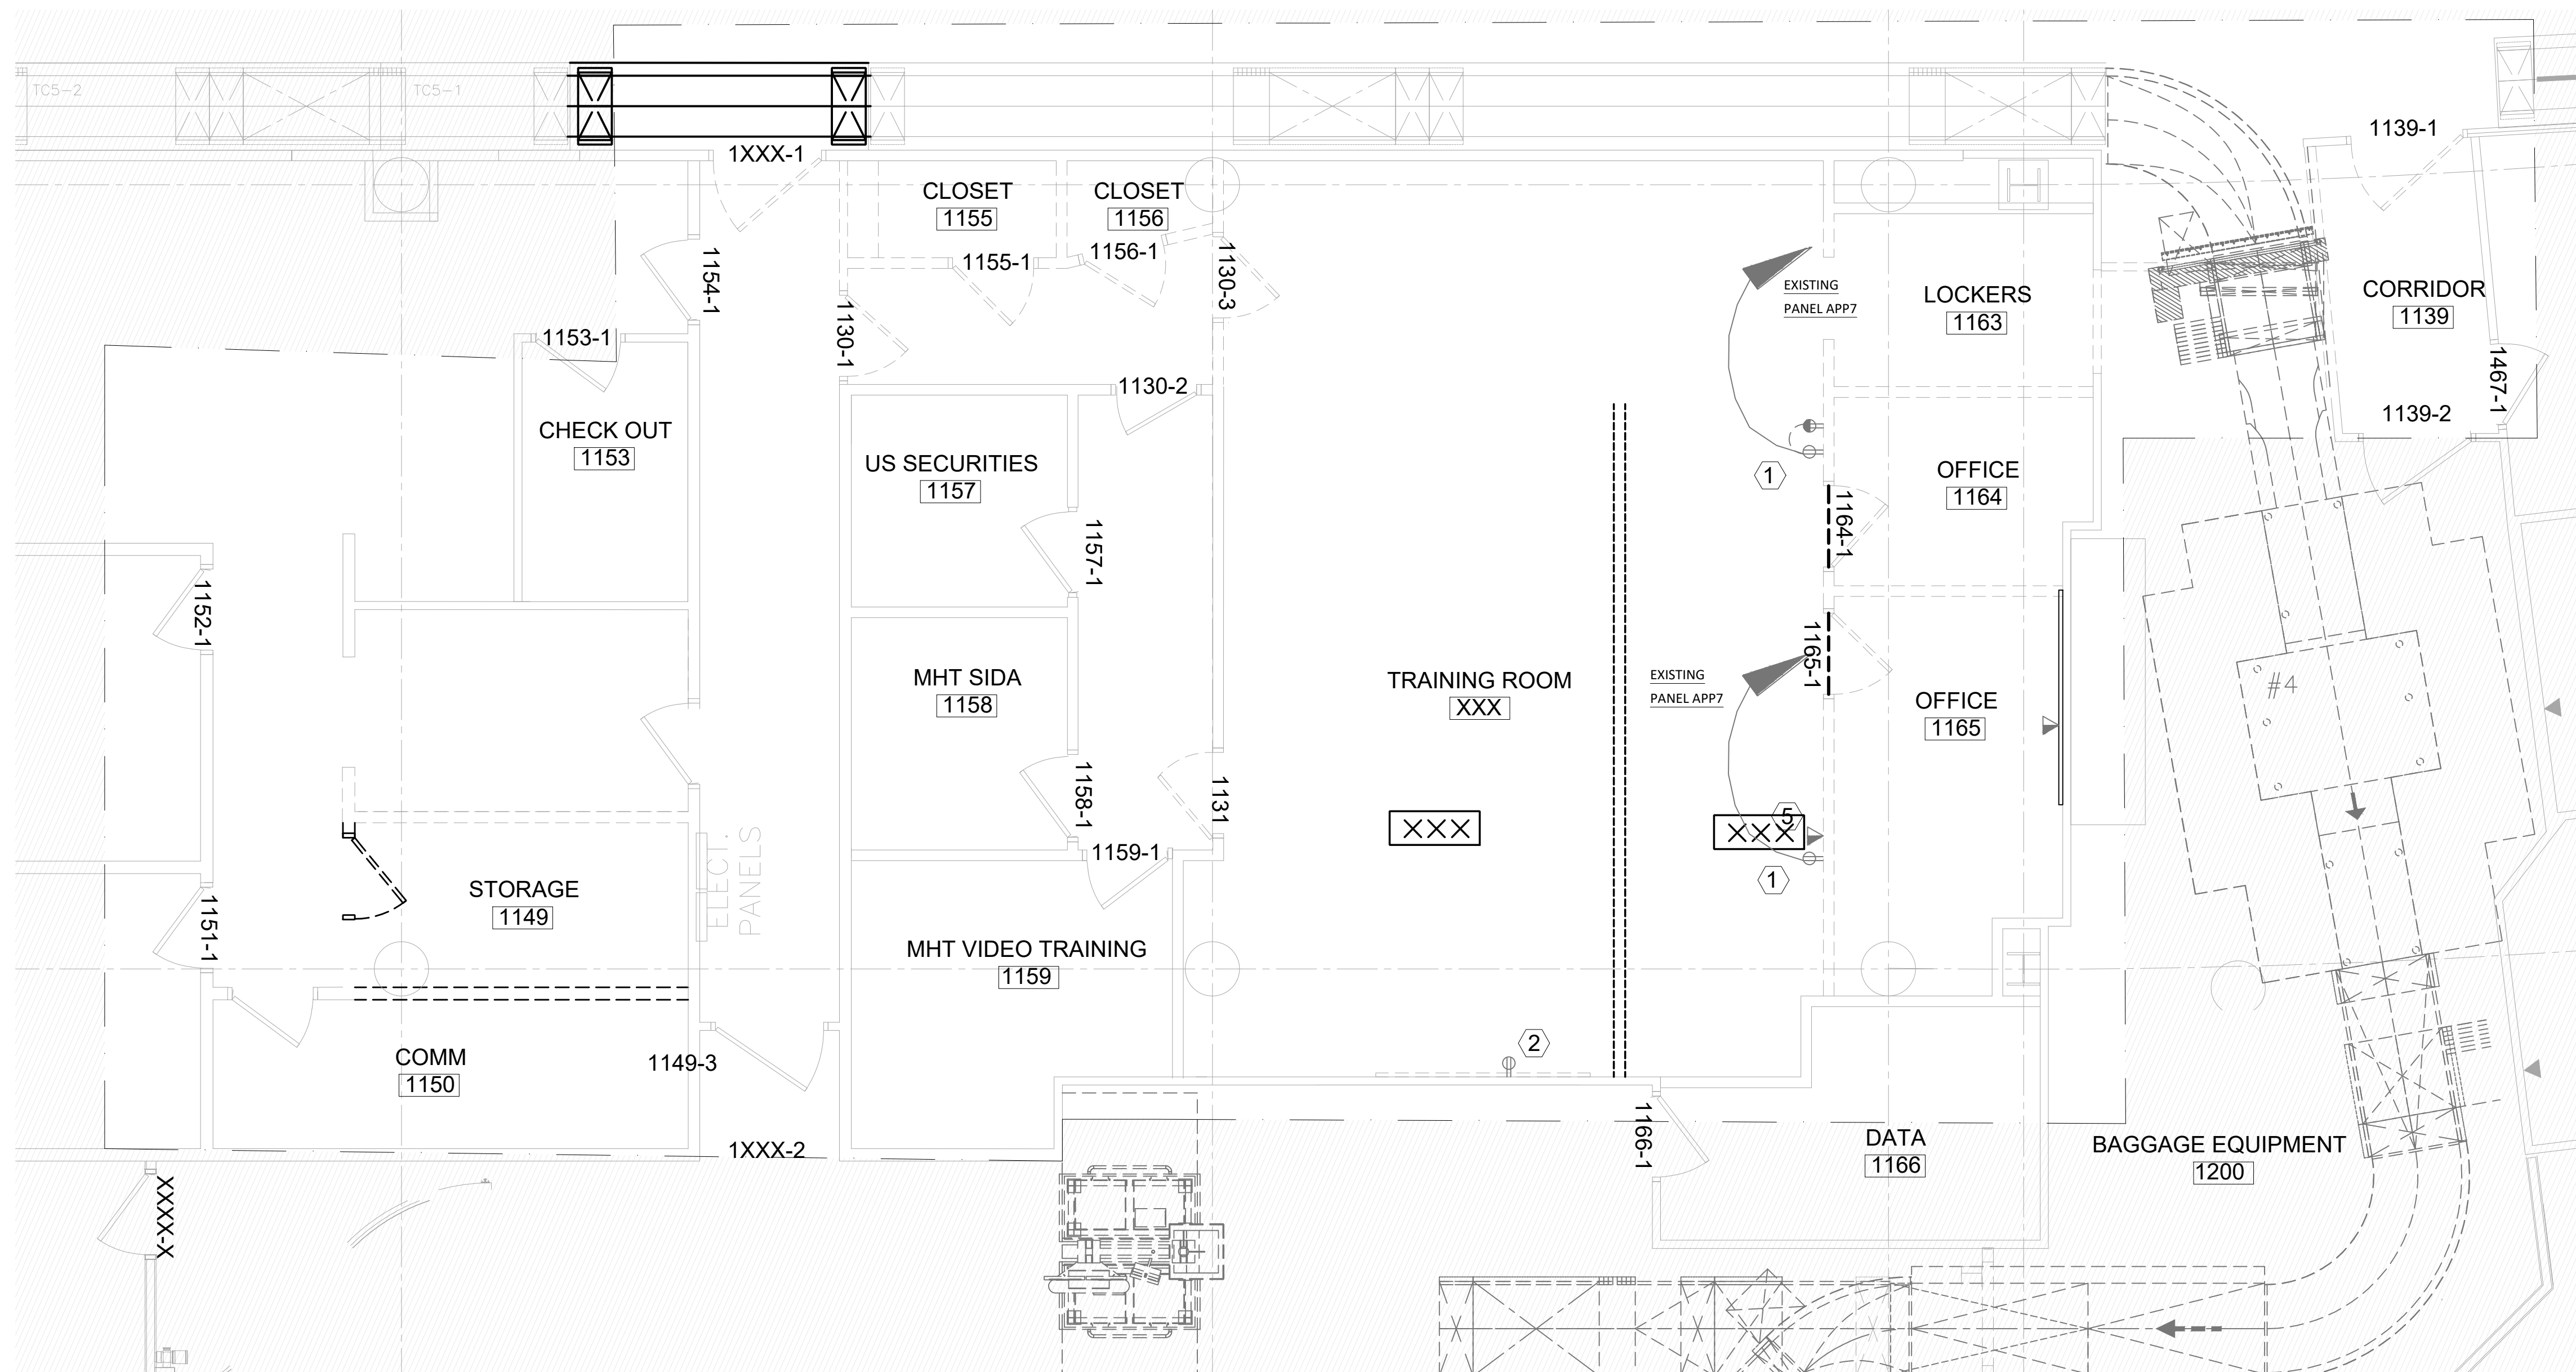 TC5-2
TC5-1
1XXX-1
1139-1
CLOSET
1155
CLOSET
1156
1155-1
1156-1
1154-1
1130-3
1130-1
1153-1
1130-2
EXISTING
PANEL APP7
LOCKERS
1163
CORRIDOR
1139
1467-1
1139-2
CHECK OUT
1153
US SECURITIES
1157
1157-1
1
1164-1
OFFICE
1164
1152-1
1165-1
MHT SIDA
1158
1158-1
1131
TRAINING ROOM
XXX
EXISTING
PANEL APP7
OFFICE
1165
#4
XXX
XXX
5
1
ELECT.
PANELS
1159-1
STORAGE
1149
1151-1
MHT VIDEO TRAINING
1159
2
COMM
1150
1149-3
1XXX-2
1166-1
DATA
1166
BAGGAGE EQUIPMENT
1200
XXXX-X